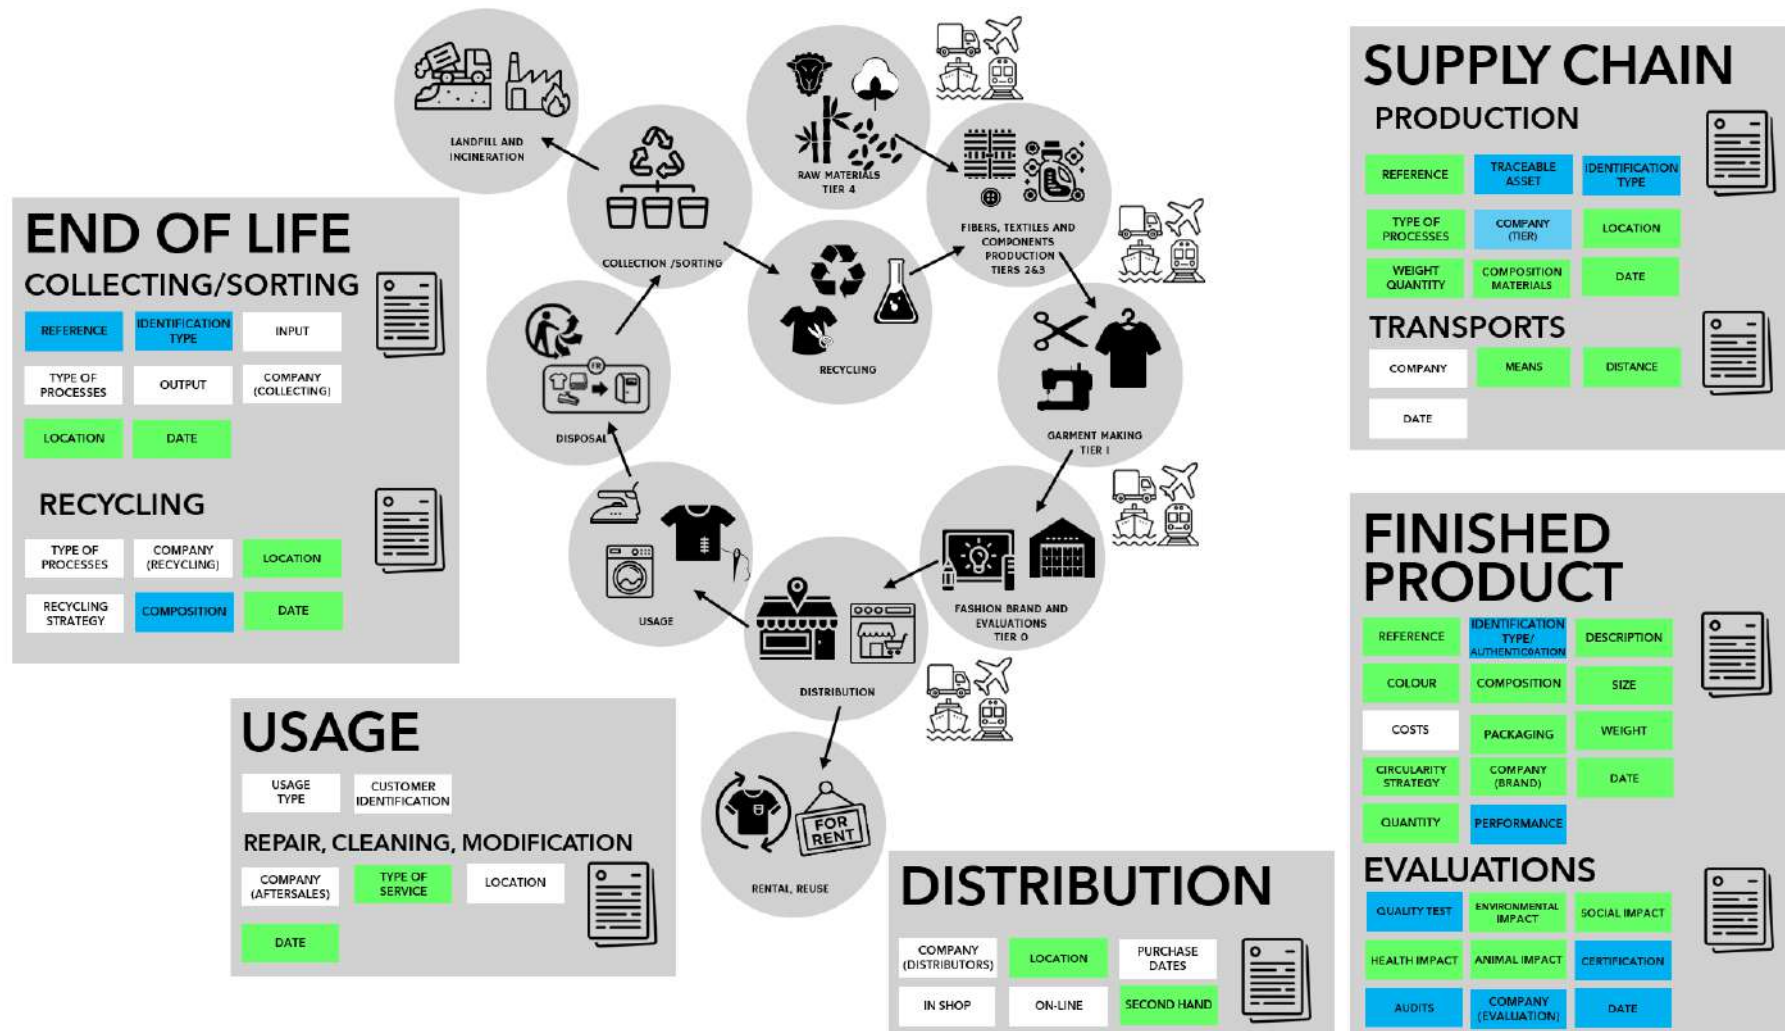 LANDFILL AND
INCINERATION
COLLECTION /SORTING
RAW MATERIALS
TIER 4
FIBERS, TEXTILES AND
COMPONENTS
PRODUCTION
TIERS 2&3
RECYCLING
GARMENT MAKING
TIER I
FASHION BRAND AND
EVALUATIONS
TIER O
DISTRIBUTION
FOR
RENT
RENTAL, REUSE
USAGE
FR
DISPOSAL
END OF LIFE
COLLECTING/SORTING
REFERENCE
IDENTIFICATION
TYPE
INPUT
TYPE OF
PROCESSES
OUTPUT
COMPANY
(COLLECTING)
LOCATION
DATE
RECYCLING
TYPE OF
PROCESSES
COMPANY
(RECYCLING)
LOCATION
RECYCLING
STRATEGY
COMPOSITION
DATE
USAGE
USAGE
TYPE
CUSTOMER
IDENTIFICATION
REPAIR, CLEANING, MODIFICATION
COMPANY
(AFTERSALES)
TYPE OF
SERVICE
LOCATION
DATE
DISTRIBUTION
COMPANY
(DISTRIBUTORS)
LOCATION
PURCHASE
DATES
IN SHOP
ON-LINE
SECOND HAND
SUPPLY CHAIN
PRODUCTION
REFERENCE
TRACEABLE
ASSET
IDENTIFICATION
TYPE
TYPE OF
PROCESSES
COMPANY
(TIER)
LOCATION
WEIGHT
QUANTITY
COMPOSITION
MATERIALS
DATE
TRANSPORTS
COMPANY
MEANS
DISTANCE
DATE
FINISHED
PRODUCT
REFERENCE
IDENTIFICATION
TYPE/
AUTHENTICOATION
DESCRIPTION
COLOUR
COMPOSITION
SIZE
COSTS
PACKAGING
WEIGHT
CIRCULARITY
STRATEGY
COMPANY
(BRAND)
DATE
QUANTITY
PERFORMANCE
EVALUATIONS
QUALITY TEST
ENVIRONMENTAL
IMPACT
SOCIAL IMPACT
HEALTH IMPACT
ANIMAL IMPACT
CERTIFICATION
AUDITS
COMPANY
(EVALUATION)
DATE